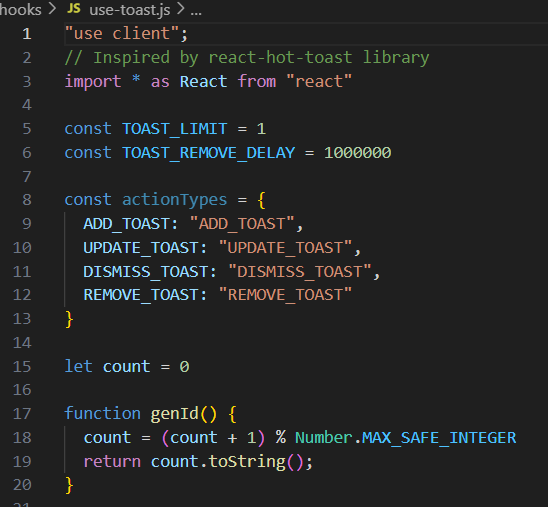 hooks > JS use-toast.js > ...
1 "use client";
2 // Inspired by react-hot-toast library
3 import * as React from "react"
4
5 const TOAST_LIMIT = 1
6 const TOAST_REMOVE_DELAY = 1000000
7
8 const actionTypes = {
9 ADD_TOAST: "ADD_TOAST",
10 UPDATE_TOAST: "UPDATE_TOAST",
11 DISMISS_TOAST: "DISMISS_TOAST",
12 REMOVE_TOAST: "REMOVE_TOAST"
13 }
14
15 let count = 0
16
17 function genId() {
18 count = (count + 1) % Number.MAX_SAFE_INTEGER
19 return count.toString();
20 }
21